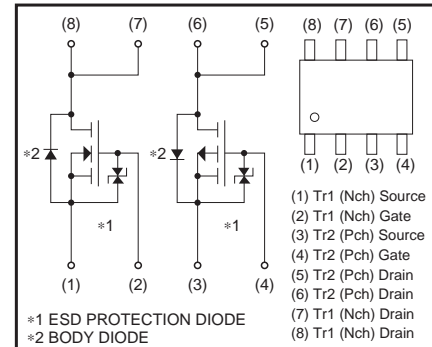 (8) (7) (6) (5)
(8) (7) (6) (5)
∗2
∗2
∗1
∗1
(1) (2) (3) (4)
(1) (2) (3) (4)
(1) Tr1 (Nch) Source
(2) Tr1 (Nch) Gate
(3) Tr2 (Pch) Source
(4) Tr2 (Pch) Gate
(5) Tr2 (Pch) Drain
(6) Tr2 (Pch) Drain
(7) Tr1 (Nch) Drain
(8) Tr1 (Nch) Drain
∗1 ESD PROTECTION DIODE
∗2 BODY DIODE